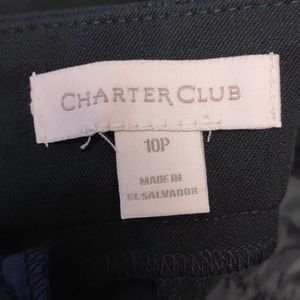 CHARTER CLUB
10P
MADE IN
EL SALVADOR